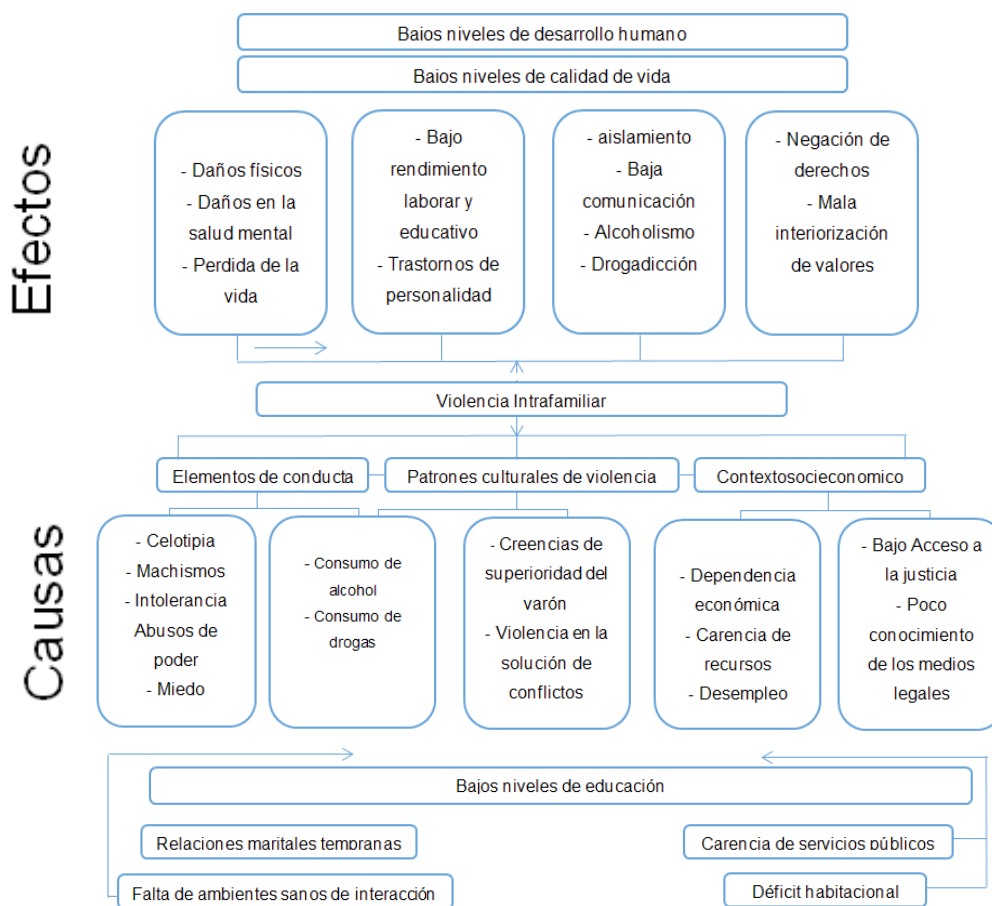 Baios niveles de desarrollo humano
Baios niveles de calidad de vida
Efectos
- Daños físicos
- Daños en la
salud mental
- Perdida de la
vida
- Bajo
rendimiento
laborar y
educativo
- Trastornos de
personalidad
- aislamiento
- Baja
comunicación
- Alcoholismo
- Drogadicción
- Negación de
derechos
- Mala
interiorización
de valores
Violencia Intrafamiliar
Elementos de conducta
Patrones culturales de violencia
Contextosocieconomico
Causas
- Celotipia
- Machismos
- Intolerancia
Abusos de
poder
- Miedo
- Consumo de
alcohol
- Consumo de
drogas
- Creencias de
superioridad del
varón
- Violencia en la
solución de
conflictos
- Dependencia
económica
- Carencia de
recursos
- Desempleo
- Bajo Acceso a
la justicia
- Poco
conocimiento
de los medios
legales
Bajos niveles de educación
Relaciones maritales tempranas
Carencia de servicios públicos
Falta de ambientes sanos de interacción
Déficit habitacional